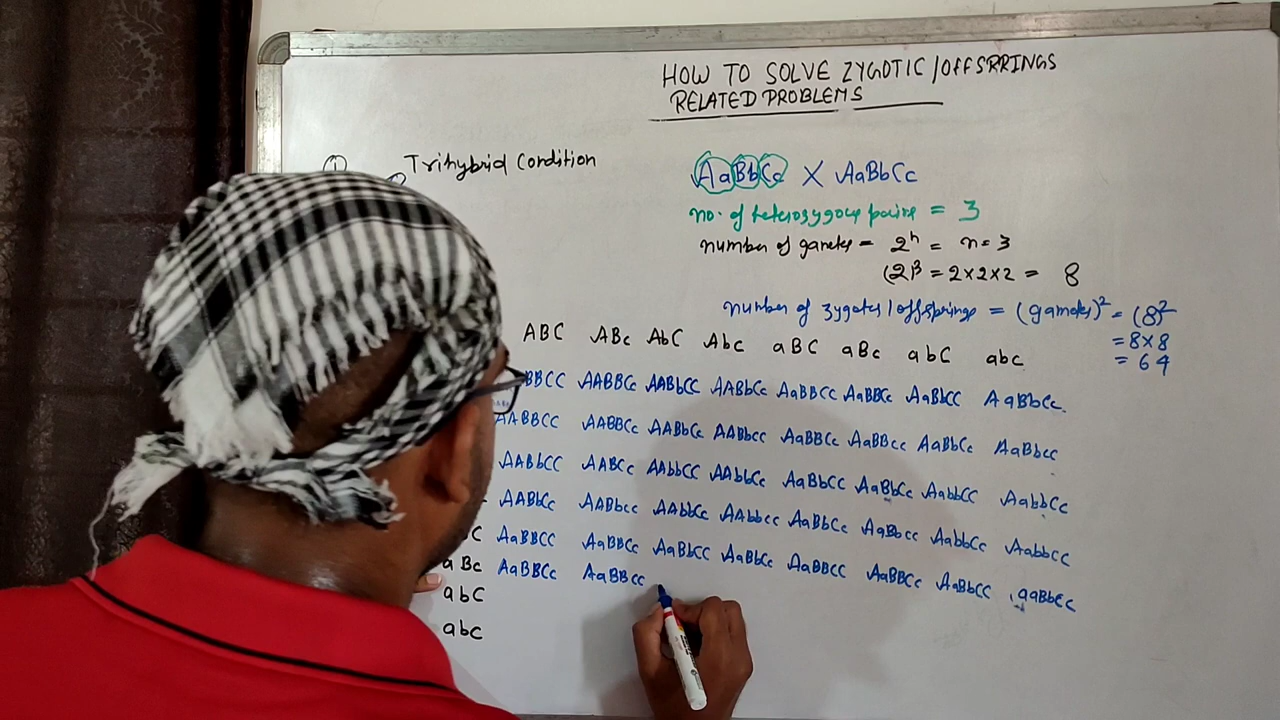 HOW TO SOLVE ZYGOTIC/OFFSRRINGS
RELATED PROBLEMS
1 Trihybrid Condition
AaBbCc X AaBbCc
no. of heterozygous pairs = 3
number of gametes = 2ⁿ = n=3
(2)³ = 2×2×2 = 8
number of zygotes/offsprings = (gametes)² = (8)²
= 8×8
= 64
ABC ABc AbC Abc aBC aBc abC abc
BBCC AABBCc AABbCC AABbCc AaBBCC AaBBCc AaBbCC AaBbCc
AABBCC AABBCc AABbCc AABbcc AaBBCc AaBBcc AaBbCc AaBbcc
AABbCC AABCc AAbbCC AAbbCc AaBbCC AaBbCc AabbCC AabbCc
AABbCc AABbcc AAbbCc AAbbcc AaBbCc AaBbcc AabbCc Aabbcc
C AaBBCC AaBBCc AaBbCC AaBbCc AaBBCC AaBBCc AaBbCC aaBbCc
aBc AaBBCc AaBBcc
abC
abc